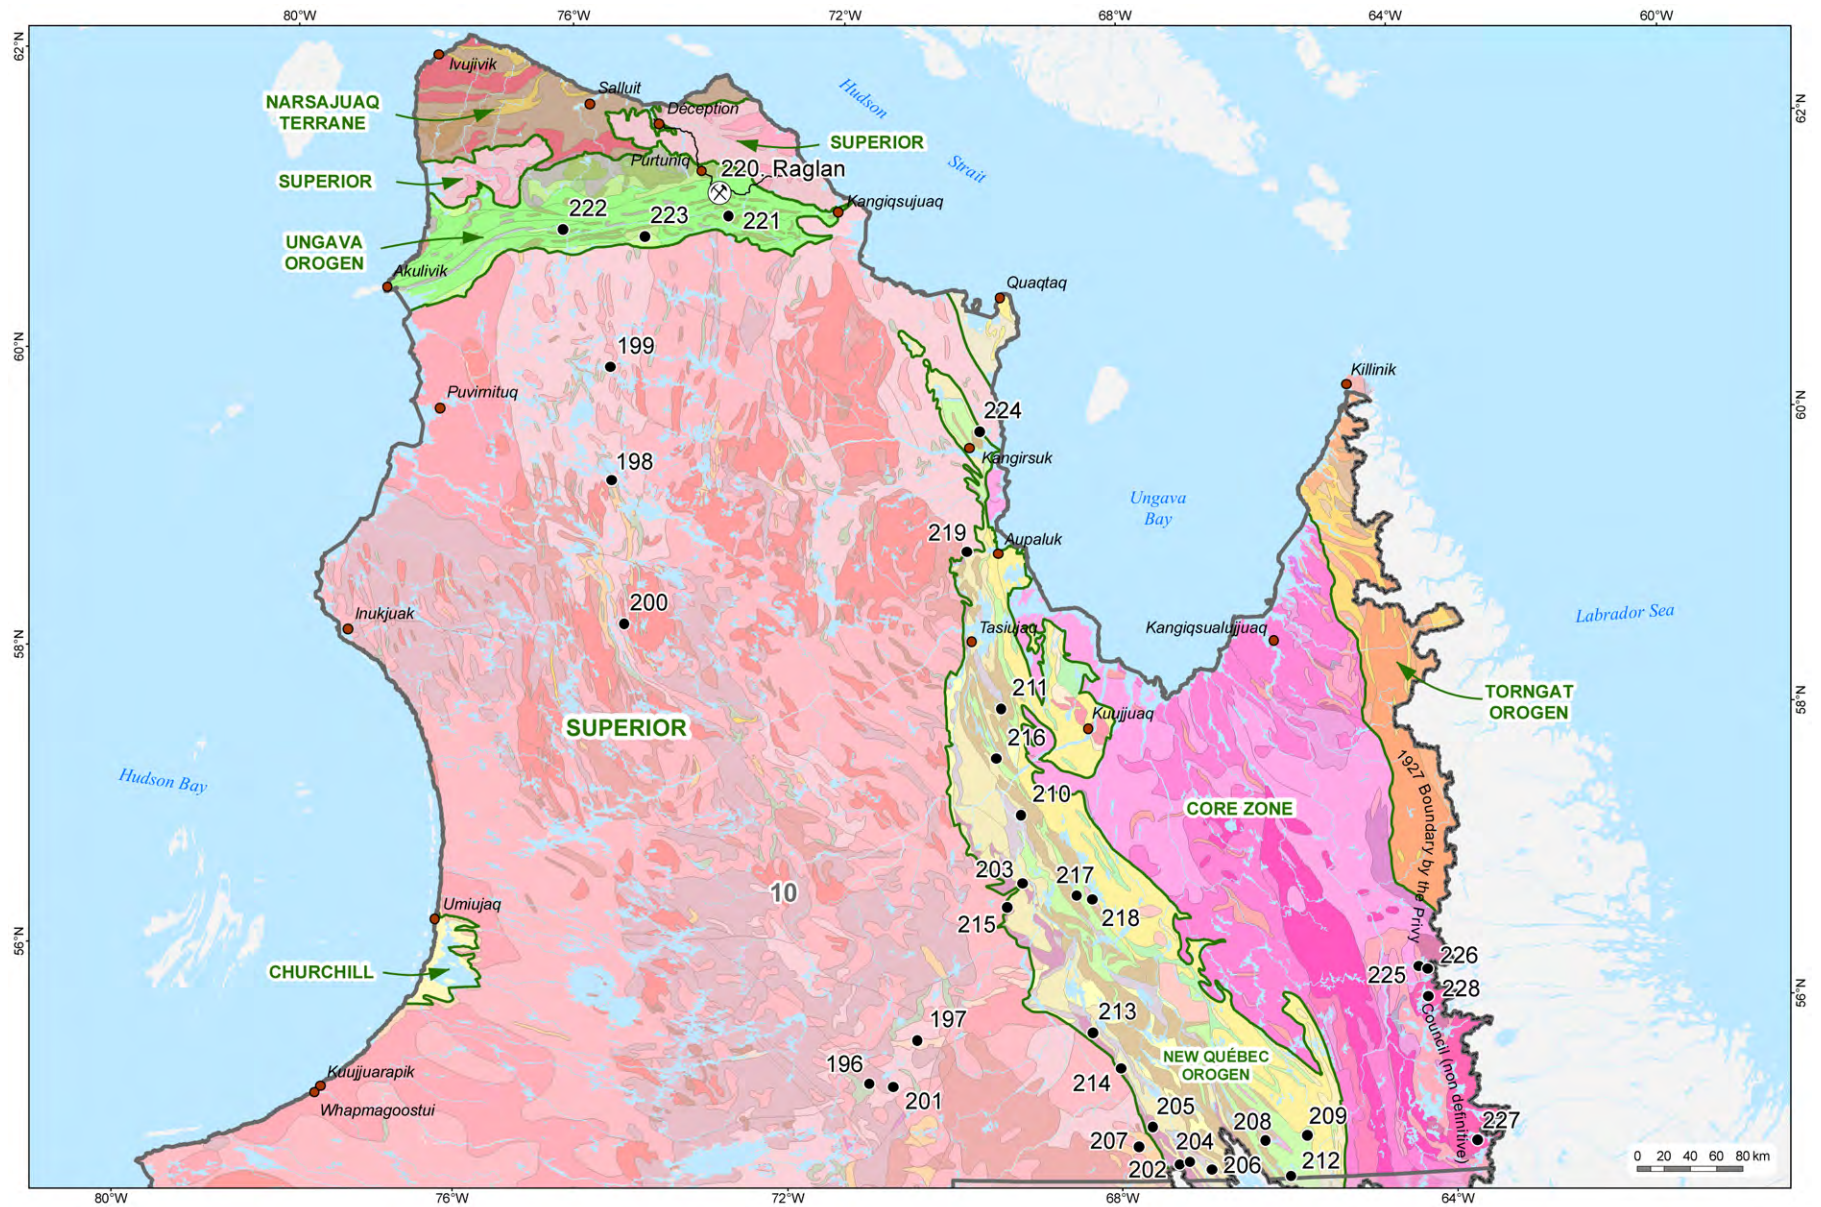 80°W
76°W
72°W
68°W
64°W
60°W
62°N
62°N
Ivujivik
Salluit
Déception
NARSAJUAQ
TERRANE
Hudson
Strait
SUPERIOR
Purtuniq
220. Raglan
SUPERIOR
Kangiqsujuaq
222
223
221
UNGAVA
OROGEN
Akulivik
Quaqtaq
60°N
199
Killinik
Puvirnituq
224
60°N
Kangirsuk
198
Ungava
Bay
219
Aupaluk
200
Inukjuak
Tasiujaq
Kangiqsualujjuaq
Labrador Sea
58°N
211
TORNGAT
OROGEN
58°N
Kuujjuaq
SUPERIOR
216
Hudson Bay
210
CORE ZONE
1927 Boundary by the Privy
Council (non definitive)
203
217
10
218
215
Umiujaq
56°N
CHURCHILL
226
225
228
56°N
197
213
NEW QUÉBEC
OROGEN
196
214
201
Kuujjuarapik
Whapmagoostui
205
208
209
227
207
204
202
206
212
0 20 40 60 80 km
80°W
76°W
72°W
68°W
64°W